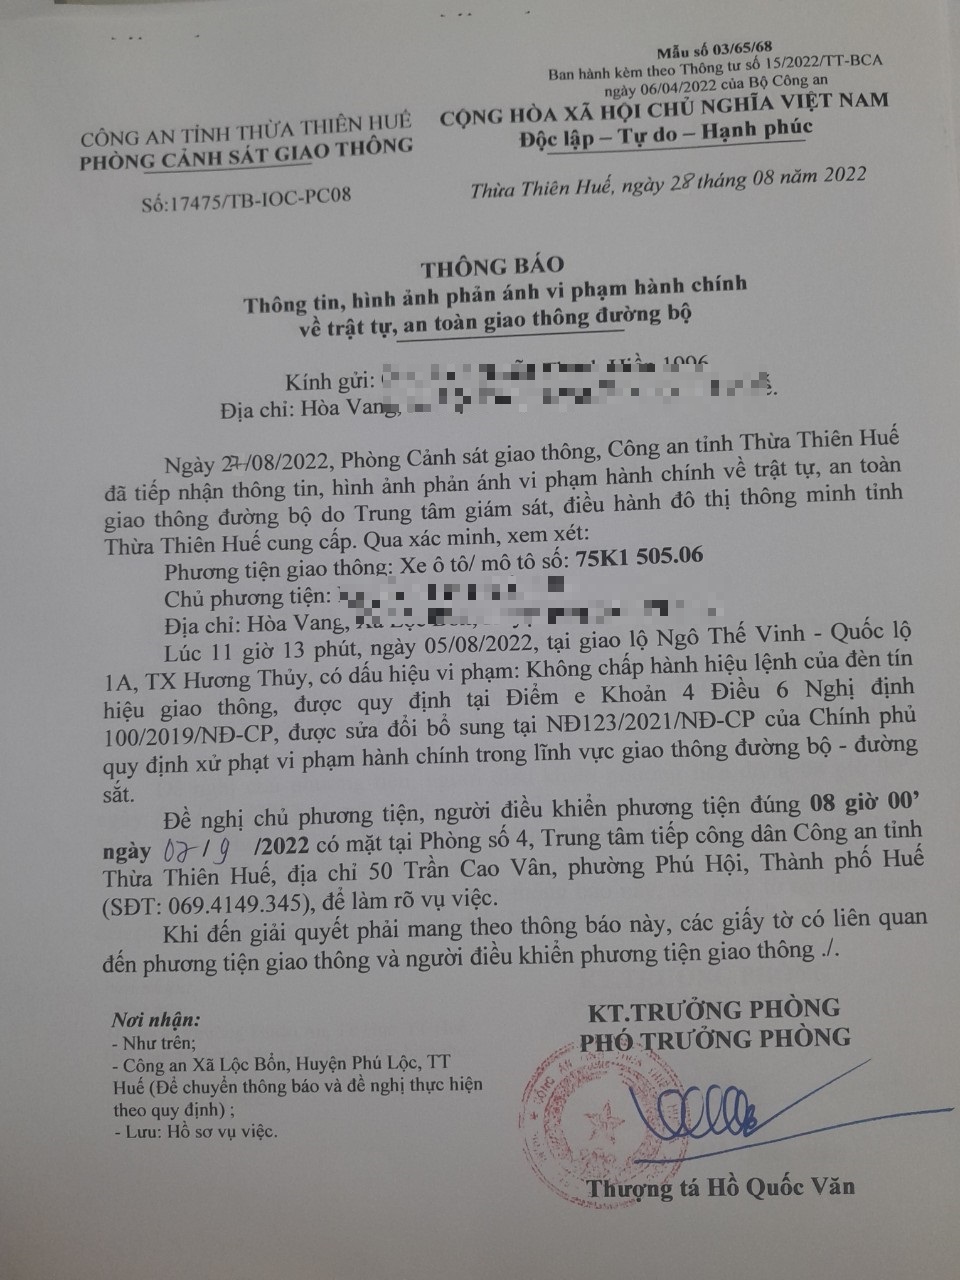 Mẫu số 03/65/68
Ban hành kèm theo Thông tư số 15/2022/TT-BCA
ngày 06/04/2022 của Bộ Công an
CÔNG AN TỈNH THỪA THIÊN HUẾ
PHÒNG CẢNH SÁT GIAO THÔNG
CỘNG HÒA XÃ HỘI CHỦ NGHĨA VIỆT NAM
Độc lập – Tự do – Hạnh phúc
Số:17475/TB-IOC-PC08
Thừa Thiên Huế, ngày 28 tháng 08 năm 2022
THÔNG BÁO
Thông tin, hình ảnh phản ánh vi phạm hành chính
về trật tự, an toàn giao thông đường bộ
Kính gửi:
Địa chỉ: Hòa Vang,
Ngày 27/08/2022, Phòng Cảnh sát giao thông, Công an tỉnh Thừa Thiên Huế
đã tiếp nhận thông tin, hình ảnh phản ánh vi phạm hành chính về trật tự, an toàn
giao thông đường bộ do Trung tâm giám sát, điều hành đô thị thông minh tỉnh
Thừa Thiên Huế cung cấp. Qua xác minh, xem xét:
Phương tiện giao thông: Xe ô tô/ mô tô số: 75K1 505.06
Chủ phương tiện:
Địa chỉ: Hòa Vang,
Lúc 11 giờ 13 phút, ngày 05/08/2022, tại giao lộ Ngô Thế Vinh - Quốc lộ
1A, TX Hương Thủy, có dấu hiệu vi phạm: Không chấp hành hiệu lệnh của đèn tín
hiệu giao thông, được quy định tại Điểm e Khoản 4 Điều 6 Nghị định
100/2019/NĐ-CP, được sửa đổi bổ sung tại NĐ123/2021/NĐ-CP của Chính phủ
quy định xử phạt vi phạm hành chính trong lĩnh vực giao thông đường bộ - đường
sắt.
Đề nghị chủ phương tiện, người điều khiển phương tiện đúng 08 giờ 00’
ngày / 9 /2022 có mặt tại Phòng số 4, Trung tâm tiếp công dân Công an tỉnh
Thừa Thiên Huế, địa chỉ 50 Trần Cao Vân, phường Phú Hội, Thành phố Huế
(SĐT: 069.4149.345), để làm rõ vụ việc.
Khi đến giải quyết phải mang theo thông báo này, các giấy tờ có liên quan
đến phương tiện giao thông và người điều khiển phương tiện giao thông ./.
Nơi nhận:
- Như trên;
- Công an Xã Lộc Bổn, Huyện Phú Lộc, TT
Huế (Để chuyển thông báo và đề nghị thực hiện
theo quy định) ;
- Lưu: Hồ sơ vụ việc.
KT.TRƯỞNG PHÒNG
PHÓ TRƯỞNG PHÒNG
Thượng tá Hồ Quốc Văn